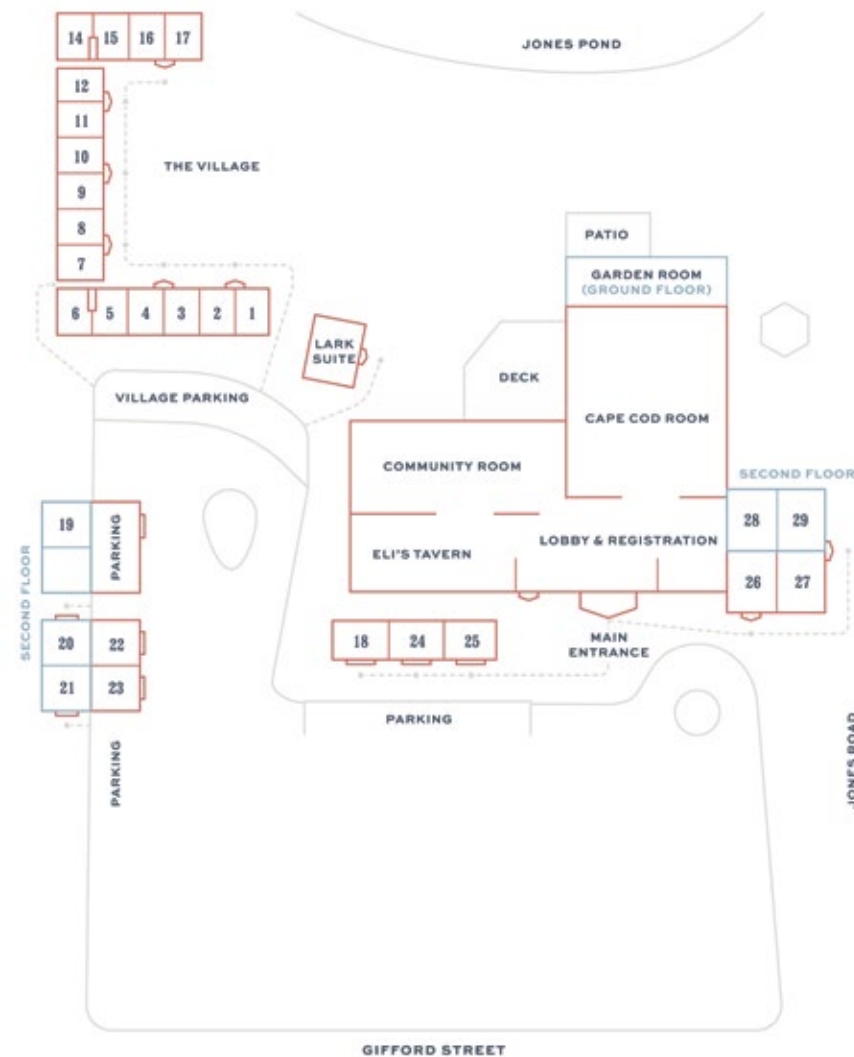 14 15 16 17
JONES POND
12
11
10
9
8
7
THE VILLAGE
PATIO
GARDEN ROOM
(GROUND FLOOR)
6 5 4 3 2 1
LARK
SUITE
DECK
VILLAGE PARKING
CAPE COD ROOM
COMMUNITY ROOM
SECOND FLOOR
28 29
19
PARKING
ELI'S TAVERN
LOBBY & REGISTRATION
26 27
SECOND FLOOR
20 22
21 23
18 24 25
MAIN
ENTRANCE
PARKING
PARKING
JONES ROAD
GIFFORD STREET